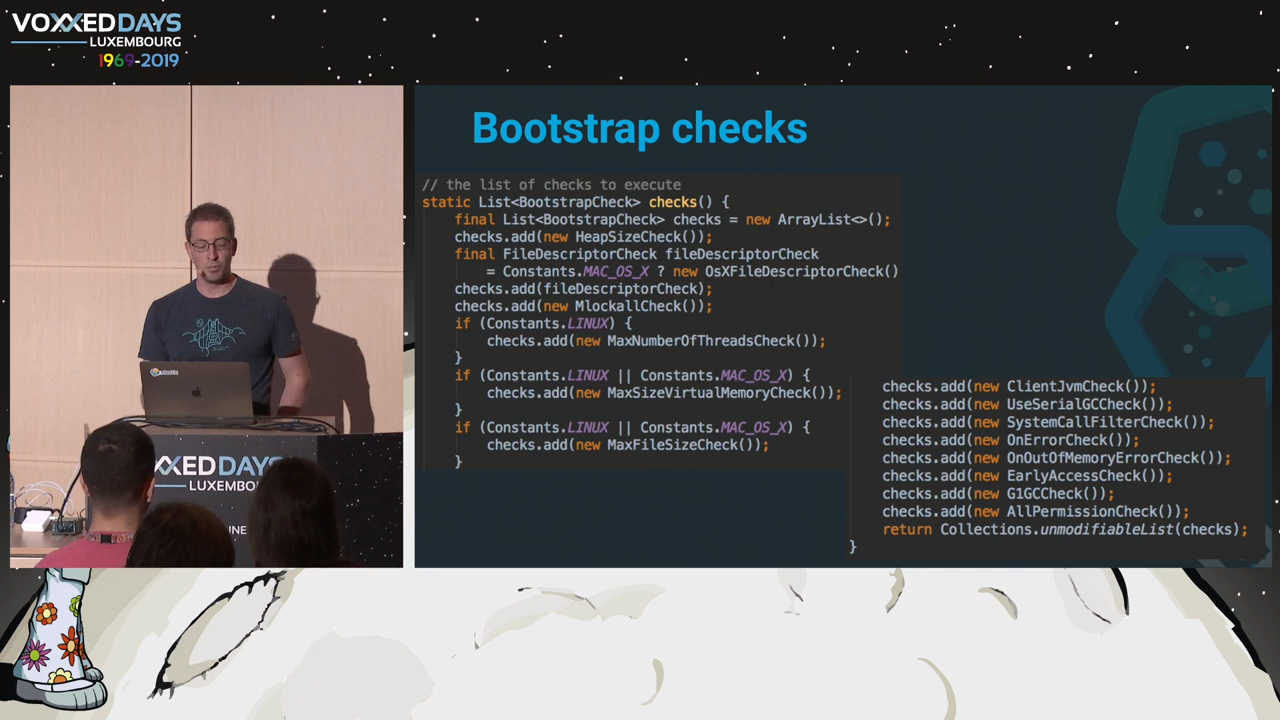 VOXXED DAYS
LUXEMBOURG
1969-2019
Bootstrap checks
// the list of checks to execute
static List<BootstrapCheck> checks() {
final List<BootstrapCheck> checks = new ArrayList<>();
checks.add(new HeapSizeCheck());
final FileDescriptorCheck fileDescriptorCheck
= Constants.MAC_OS_X ? new OsXFileDescriptorCheck()
checks.add(fileDescriptorCheck);
checks.add(new MlockallCheck());
if (Constants.LINUX) {
checks.add(new MaxNumberOfThreadsCheck());
}
if (Constants.LINUX || Constants.MAC_OS_X) {
checks.add(new MaxSizeVirtualMemoryCheck());
}
if (Constants.LINUX || Constants.MAC_OS_X) {
checks.add(new MaxFileSizeCheck());
}
checks.add(new ClientJvmCheck());
checks.add(new UseSerialGCCheck());
checks.add(new SystemCallFilterCheck());
checks.add(new OnErrorCheck());
checks.add(new OnOutOfMemoryErrorCheck());
checks.add(new EarlyAccessCheck());
checks.add(new G1GCCheck());
checks.add(new AllPermissionCheck());
return Collections.unmodifiableList(checks);
}
elastic
XXED DAYS
LUXEMBOU
UNE